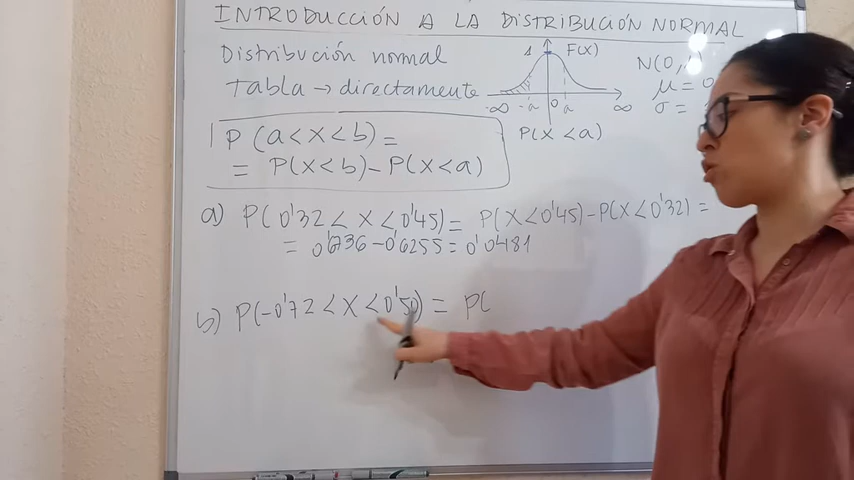 INTRODUCCIÓN A LA DISTRIBUCIÓN NORMAL
Distribución normal
Tabla → directamente
1 F(X)
-∞ -a 0 a ∞
P(X < a)
N(0,
μ = 0
σ =
P(a < X < b) =
= P(X < b) - P(X < a)
a) P(0'32 < X < 0'45) = P(X < 0'45) - P(X < 0'32) =
= 0'6736 - 0'6255 = 0'0481
b) P(-0'72 < X < 0'50) = P(